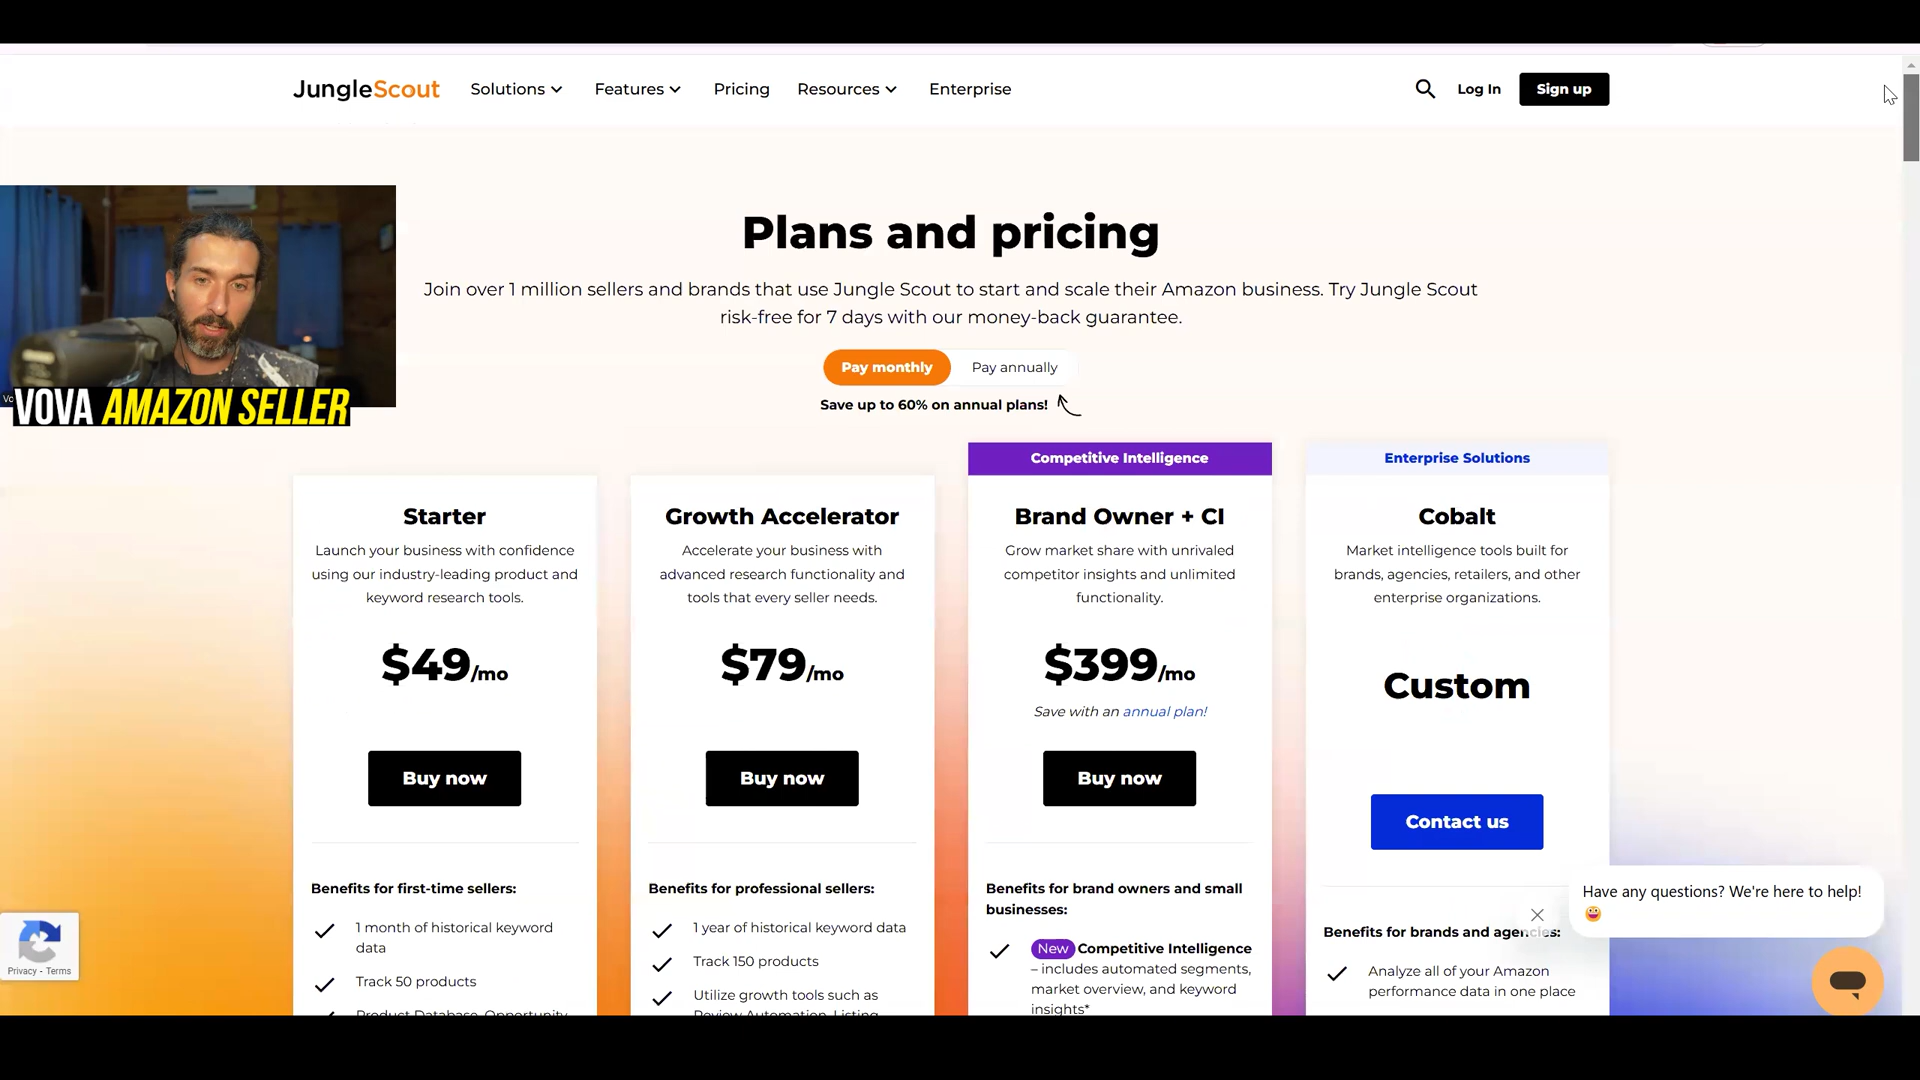 JungleScout
Solutions
Features
Pricing
Resources
Enterprise
Log In
Sign up
Plans and pricing
Join over 1 million sellers and brands that use Jungle Scout to start and scale their Amazon business. Try Jungle Scout
risk-free for 7 days with our money-back guarantee.
Pay monthly
Pay annually
Save up to 60% on annual plans!
VOVA AMAZON SELLER
Starter
Launch your business with confidence
using our industry-leading product and
keyword research tools.
$49/mo
Buy now
Benefits for first-time sellers:
1 month of historical keyword
data
Track 50 products
Product Database, Opportunity
Growth Accelerator
Accelerate your business with
advanced research functionality and
tools that every seller needs.
$79/mo
Buy now
Benefits for professional sellers:
1 year of historical keyword data
Track 150 products
Utilize growth tools such as
Review Automation, Listing
Competitive Intelligence
Brand Owner + CI
Grow market share with unrivaled
competitor insights and unlimited
functionality.
$399/mo
Save with an annual plan!
Buy now
Benefits for brand owners and small
businesses:
New Competitive Intelligence
– includes automated segments,
market overview, and keyword
insights*
Enterprise Solutions
Cobalt
Market intelligence tools built for
brands, agencies, retailers, and other
enterprise organizations.
Custom
Contact us
Benefits for brands and agencies:
Analyze all of your Amazon
performance data in one place
Have any questions? We're here to help!
Privacy - Terms